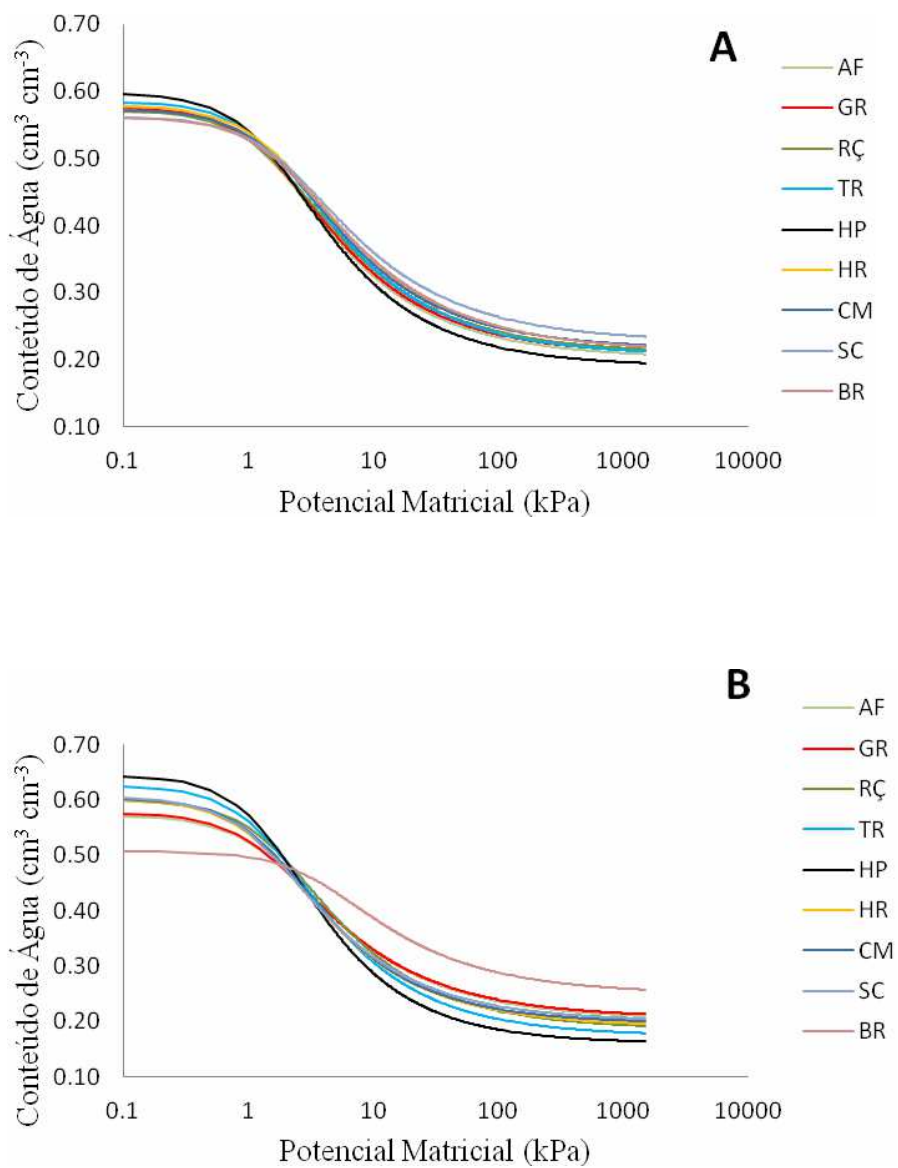 A
Conteúdo de Água (cm³ cm⁻³)
0.70
0.60
0.50
0.40
0.30
0.20
0.10
0.1 1 10 100 1000 10000
Potencial Matricial (kPa)
AF
GR
RÇ
TR
HP
HR
CM
SC
BR
B
Conteúdo de Água (cm³ cm⁻³)
0.70
0.60
0.50
0.40
0.30
0.20
0.10
0.1 1 10 100 1000 10000
Potencial Matricial (kPa)
AF
GR
RÇ
TR
HP
HR
CM
SC
BR